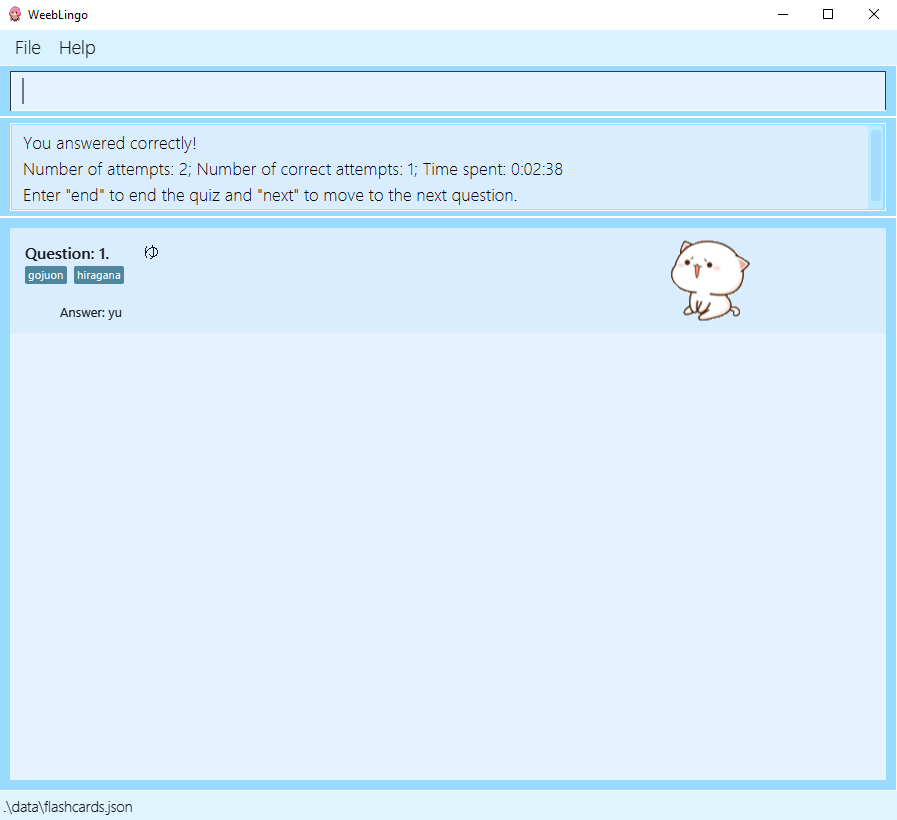 WeebLingo
File Help
You answered correctly!
Number of attempts: 2; Number of correct attempts: 1; Time spent: 0:02:38
Enter "end" to end the quiz and "next" to move to the next question.
Question: 1. ゆ
gojuon hiragana
Answer: yu
.\data\flashcards.json